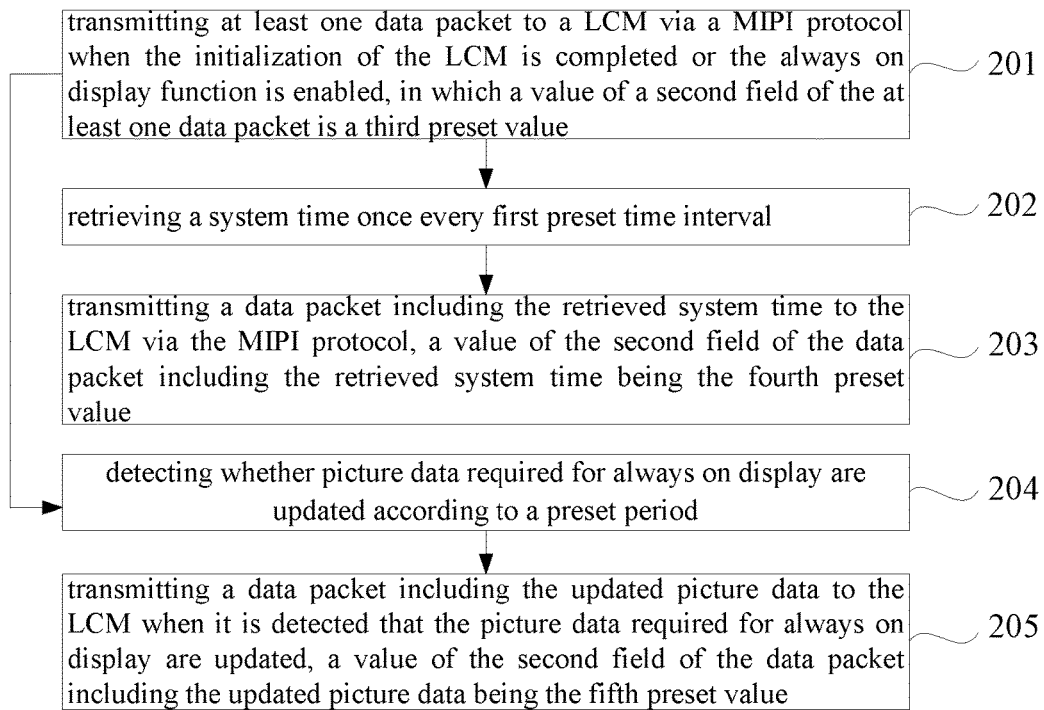 transmitting at least one data packet to a LCM via a MIPI protocol
when the initialization of the LCM is completed or the always on
display function is enabled, in which a value of a second field of the at
least one data packet is a third preset value
201
retrieving a system time once every first preset time interval
202
transmitting a data packet including the retrieved system time to the
LCM via the MIPI protocol, a value of the second field of the data
packet including the retrieved system time being the fourth preset
value
203
detecting whether picture data required for always on display are
updated according to a preset period
204
transmitting a data packet including the updated picture data to the
LCM when it is detected that the picture data required for always on
display are updated, a value of the second field of the data packet
including the updated picture data being the fifth preset value
205